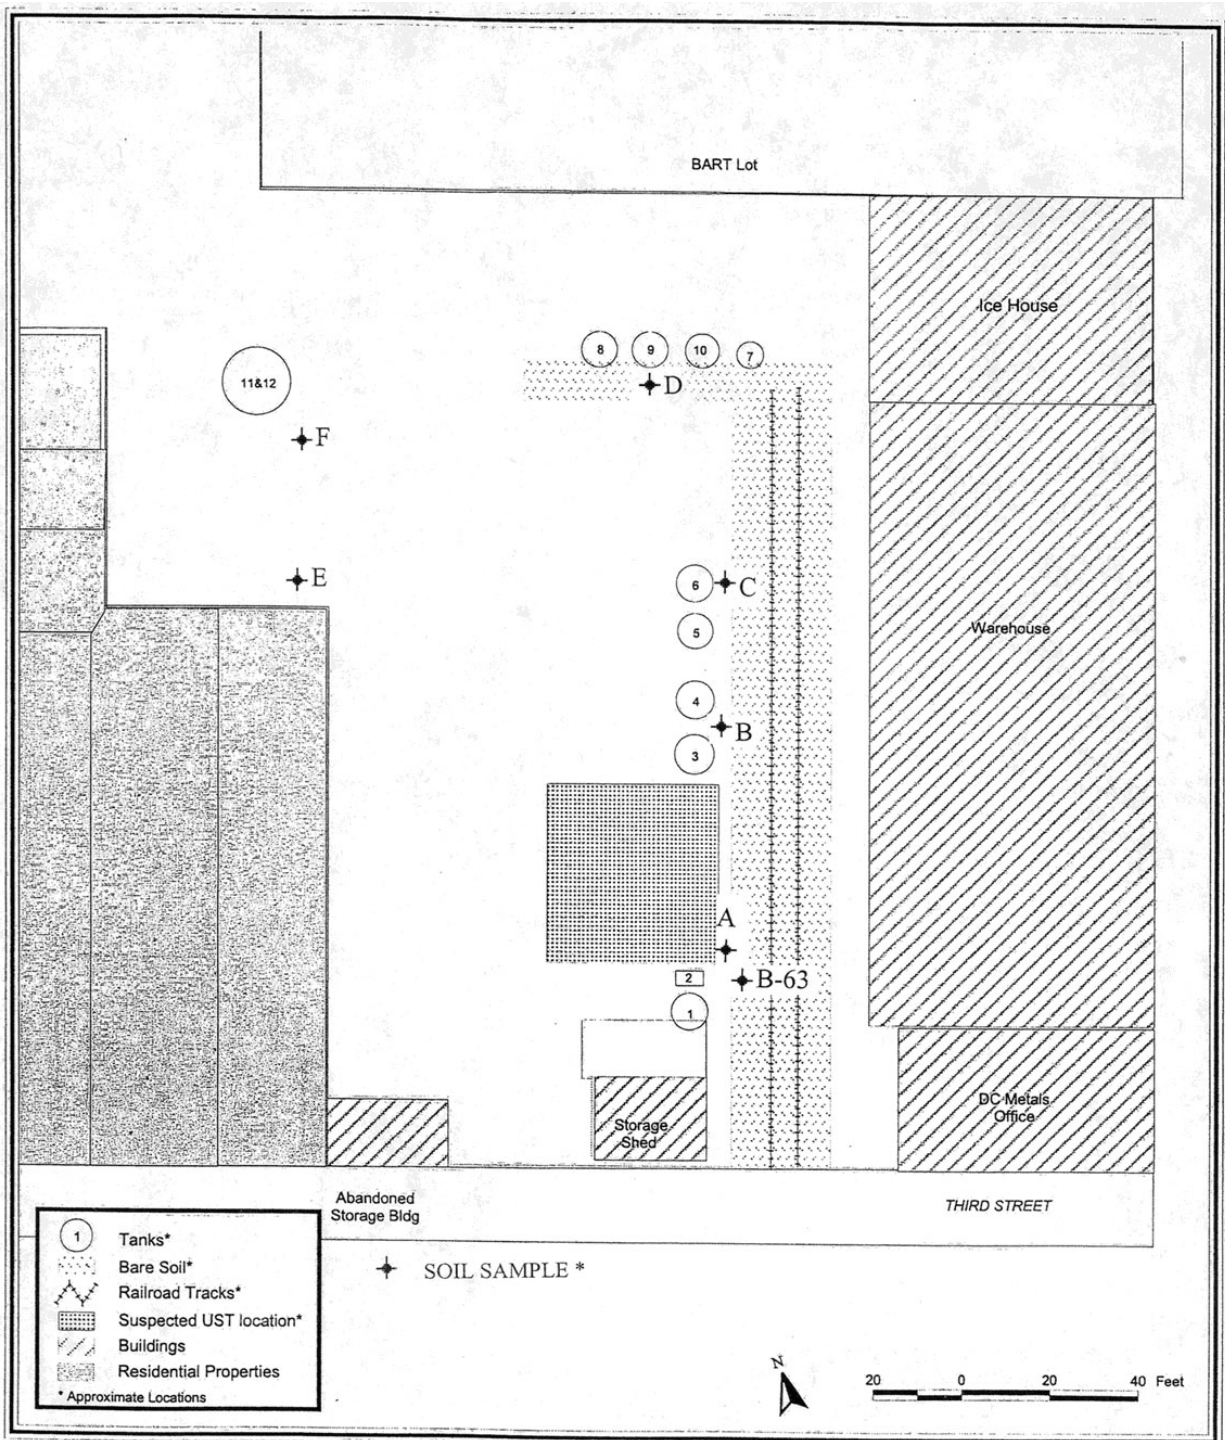 BART Lot
Ice House
8
9
10
7
D
11&12
F
E
6
C
5
Warehouse
4
B
3
A
2
B-63
1
DC Metals
Office
Storage
Shed
Abandoned
Storage Bldg
THIRD STREET
1
Tanks*
Bare Soil*
Railroad Tracks*
Suspected UST location*
Buildings
Residential Properties
* Approximate Locations
SOIL SAMPLE *
N
20 0 20 40 Feet